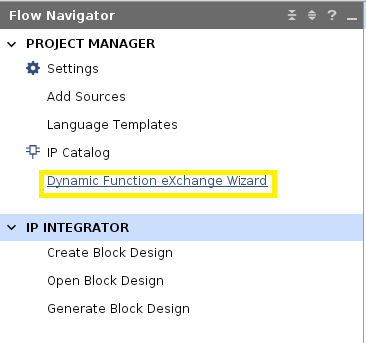 Flow Navigator ?
PROJECT MANAGER
Settings
Add Sources
Language Templates
IP Catalog
Dynamic Function eXchange Wizard
IP INTEGRATOR
Create Block Design
Open Block Design
Generate Block Design